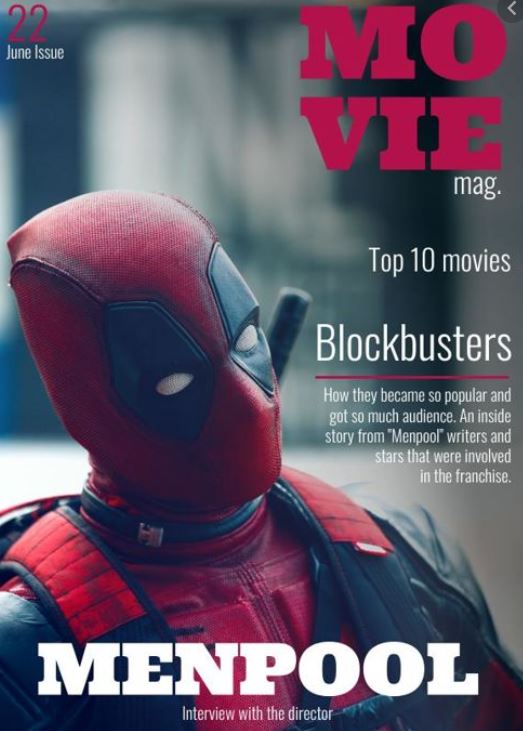 22
June Issue
MO
VIE
mag.
Top 10 movies
Blockbusters
How they became so popular and
got so much audience. An inside
story from "Menpool" writers and
stars that were involved
in the franchise.
MENPOOL
Interview with the director